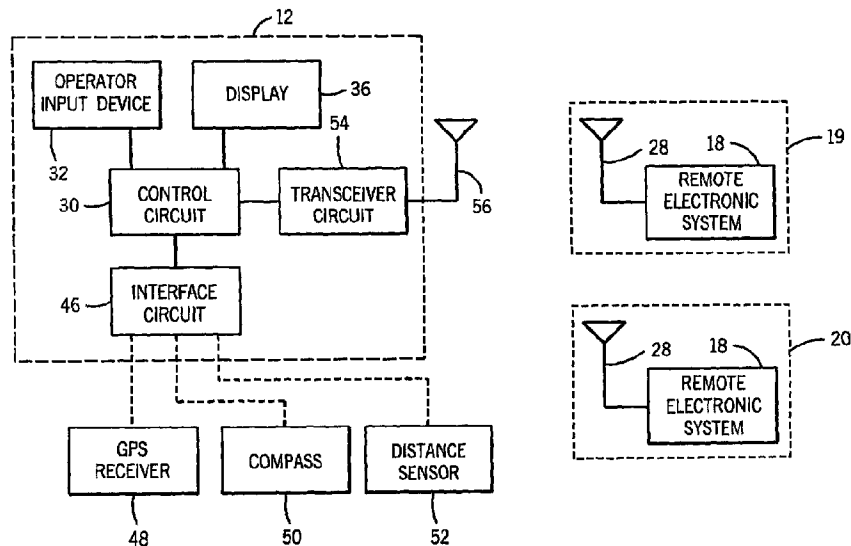 12
OPERATOR
INPUT DEVICE
DISPLAY
36
54
32
30
CONTROL
CIRCUIT
TRANSCEIVER
CIRCUIT
56
46
INTERFACE
CIRCUIT
GPS
RECEIVER
COMPASS
DISTANCE
SENSOR
48
50
52
28
18
19
REMOTE
ELECTRONIC
SYSTEM
28
18
20
REMOTE
ELECTRONIC
SYSTEM